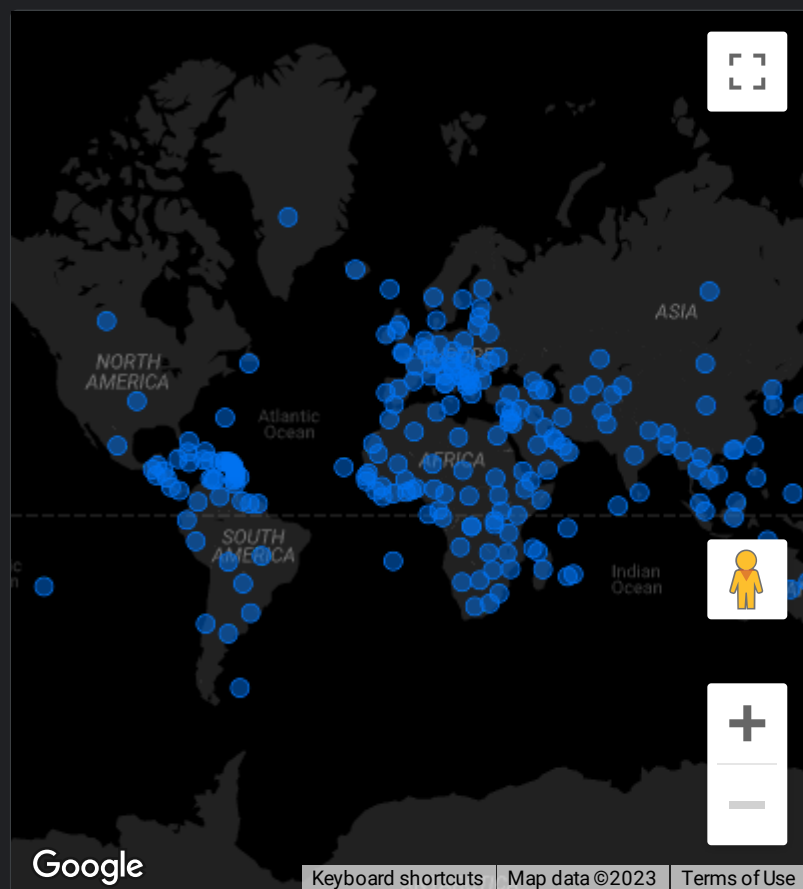 ASIA
EUROPE
NORTH
AMERICA
Atlantic
Ocean
AFRICA
SOUTH
AMERICA
Indian
Ocean
Google
Keyboard shortcuts
Map data ©2023
Terms of Use